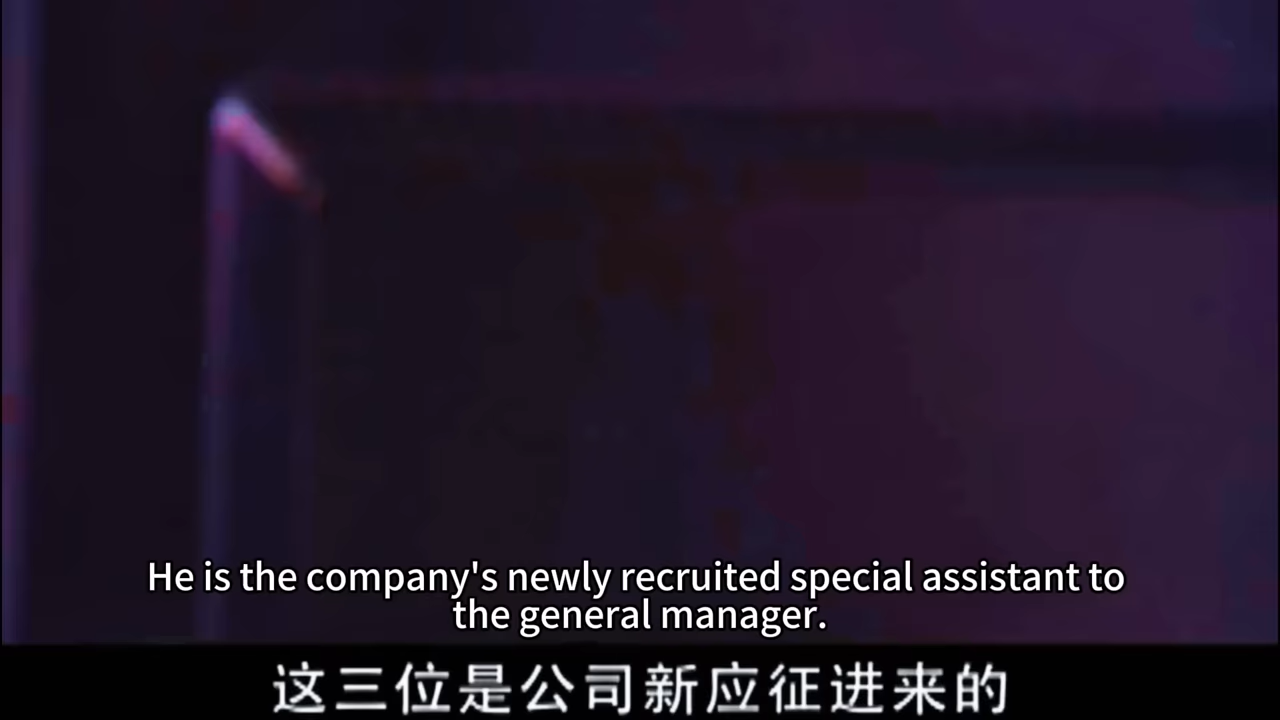 He is the company's newly recruited special assistant to
the general manager.
这三位是公司新应征进来的